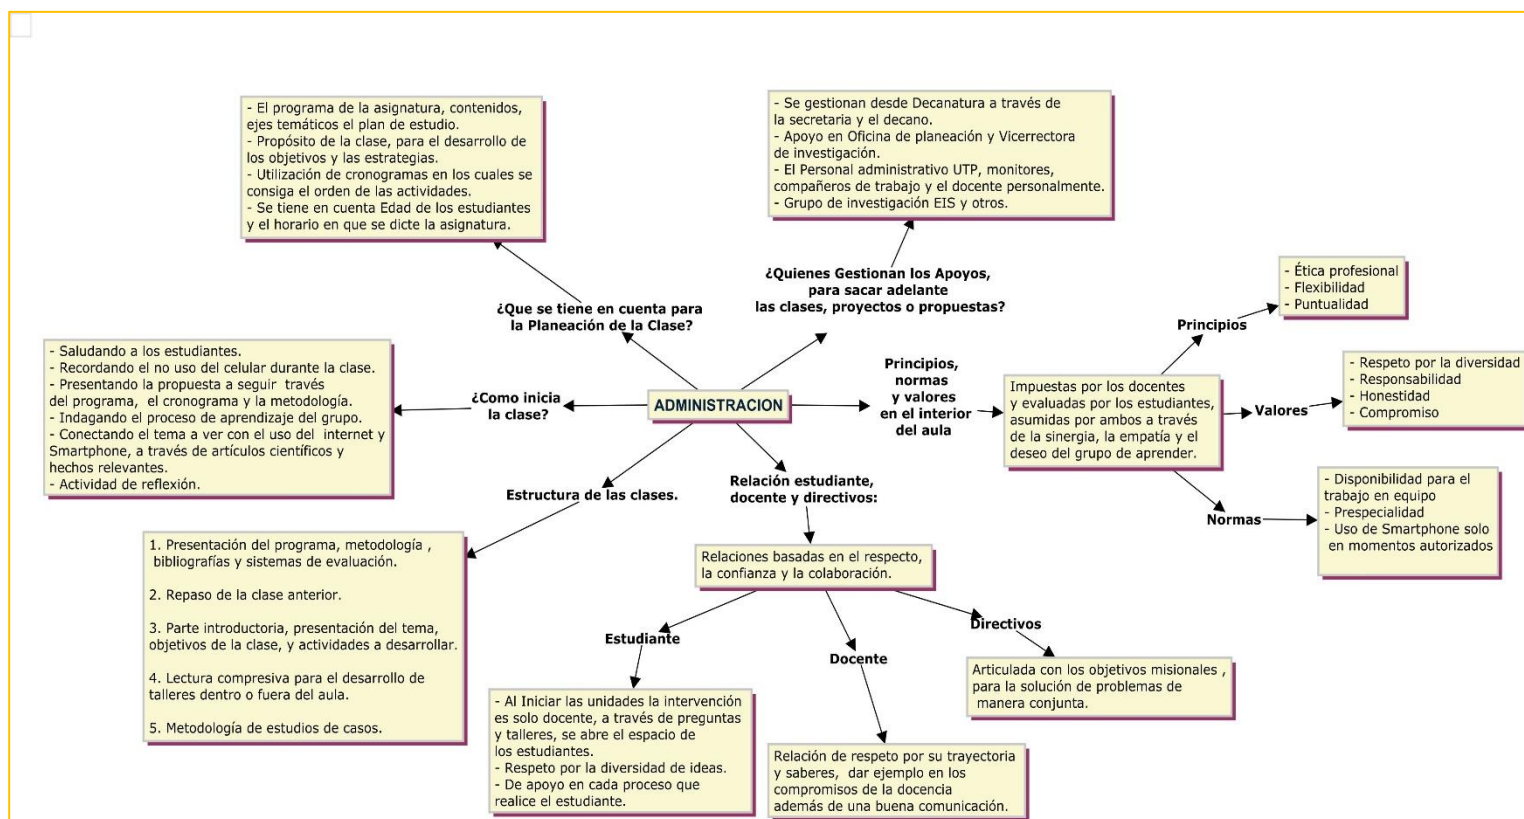 - El programa de la asignatura, contenidos,
ejes temáticos el plan de estudio.
- Propósito de la clase, para el desarrollo de
los objetivos y las estrategias.
- Utilización de cronogramas en los cuales se
consiga el orden de las actividades.
- Se tiene en cuenta Edad de los estudiantes
y el horario en que se dicte la asignatura.
- Se gestionan desde Decanatura a través de
la secretaria y el decano.
- Apoyo en Oficina de planeación y Vicerrectora
de investigación.
- El Personal administrativo UTP, monitores,
compañeros de trabajo y el docente personalmente.
- Grupo de investigación EIS y otros.
¿Que se tiene en cuenta para
la Planeación de la Clase?
¿Quienes Gestionan los Apoyos,
para sacar adelante
las clases, proyectos o propuestas?
- Ética profesional
- Flexibilidad
- Puntualidad
Principios
- Saludando a los estudiantes.
- Recordando el no uso del celular durante la clase.
- Presentando la propuesta a seguir través
del programa, el cronograma y la metodología.
- Indagando el proceso de aprendizaje del grupo.
- Conectando el tema a ver con el uso del internet y
Smartphone, a través de artículos científicos y
hechos relevantes.
- Actividad de reflexión.
¿Como inicia
la clase?
ADMINISTRACION
Principios,
normas
y valores
en el interior
del aula
Impuestas por los docentes
y evaluadas por los estudiantes,
asumidas por ambos a través
de la sinergia, la empatía y el
deseo del grupo de aprender.
Valores
- Respeto por la diversidad
- Responsabilidad
- Honestidad
- Compromiso
Normas
- Disponibilidad para el
trabajo en equipo
- Prespecialidad
- Uso de Smartphone solo
en momentos autorizados
Estructura de las clases.
Relación estudiante,
docente y directivos:
1. Presentación del programa, metodología ,
bibliografías y sistemas de evaluación.
2. Repaso de la clase anterior.
3. Parte introductoria, presentación del tema,
objetivos de la clase, y actividades a desarrollar.
4. Lectura compresiva para el desarrollo de
talleres dentro o fuera del aula.
5. Metodología de estudios de casos.
Relaciones basadas en el respecto,
la confianza y la colaboración.
Estudiante
Docente
Directivos
- Al Iniciar las unidades la intervención
es solo docente, a través de preguntas
y talleres, se abre el espacio de
los estudiantes.
- Respeto por la diversidad de ideas.
- De apoyo en cada proceso que
realice el estudiante.
Relación de respeto por su trayectoria
y saberes, dar ejemplo en los
compromisos de la docencia
además de una buena comunicación.
Articulada con los objetivos misionales ,
para la solución de problemas de
manera conjunta.